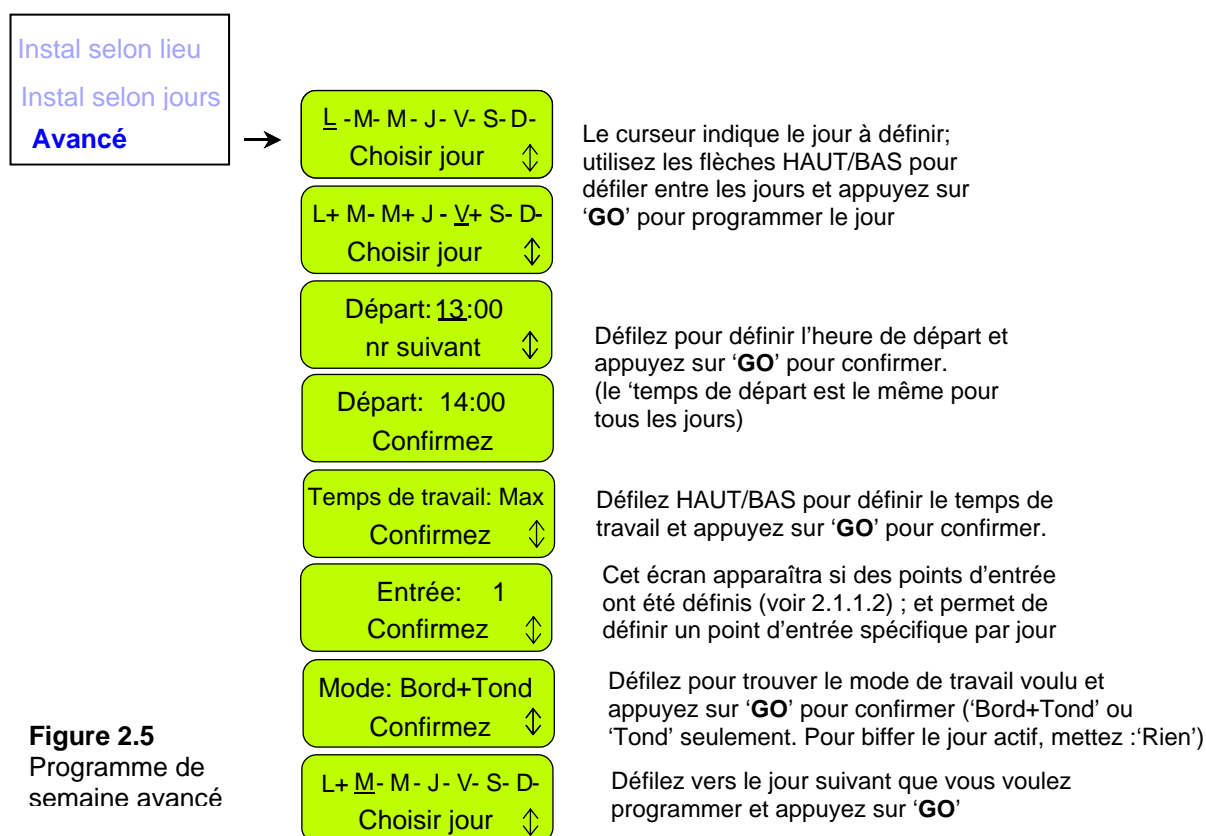 Instal selon lieu
Instal selon jours
Avancé
L -M- M - J- V- S- D-
Choisir jour
Le curseur indique le jour à définir;
utilisez les flèches HAUT/BAS pour
défiler entre les jours et appuyez sur
‘GO’ pour programmer le jour
L+ M- M+ J - V+ S- D-
Choisir jour
Départ: 13:00
nr suivant
Défilez pour définir l’heure de départ et
appuyez sur ‘GO’ pour confirmer.
(le ‘temps de départ est le même pour
tous les jours)
Départ: 14:00
Confirmez
Temps de travail: Max
Confirmez
Défilez HAUT/BAS pour définir le temps de
travail et appuyez sur ‘GO’ pour confirmer.
Entrée: 1
Confirmez
Cet écran apparaîtra si des points d’entrée
ont été définis (voir 2.1.1.2) ; et permet de
définir un point d’entrée spécifique par jour
Mode: Bord+Tond
Confirmez
Défilez pour trouver le mode de travail voulu et
appuyez sur ‘GO’ pour confirmer (‘Bord+Tond’ ou
‘Tond’ seulement. Pour biffer le jour actif, mettez :‘Rien’)
L+ M- M - J - V- S- D-
Choisir jour
Défilez vers le jour suivant que vous voulez
programmer et appuyez sur ‘GO’
Figure 2.5
Programme de
semaine avancé